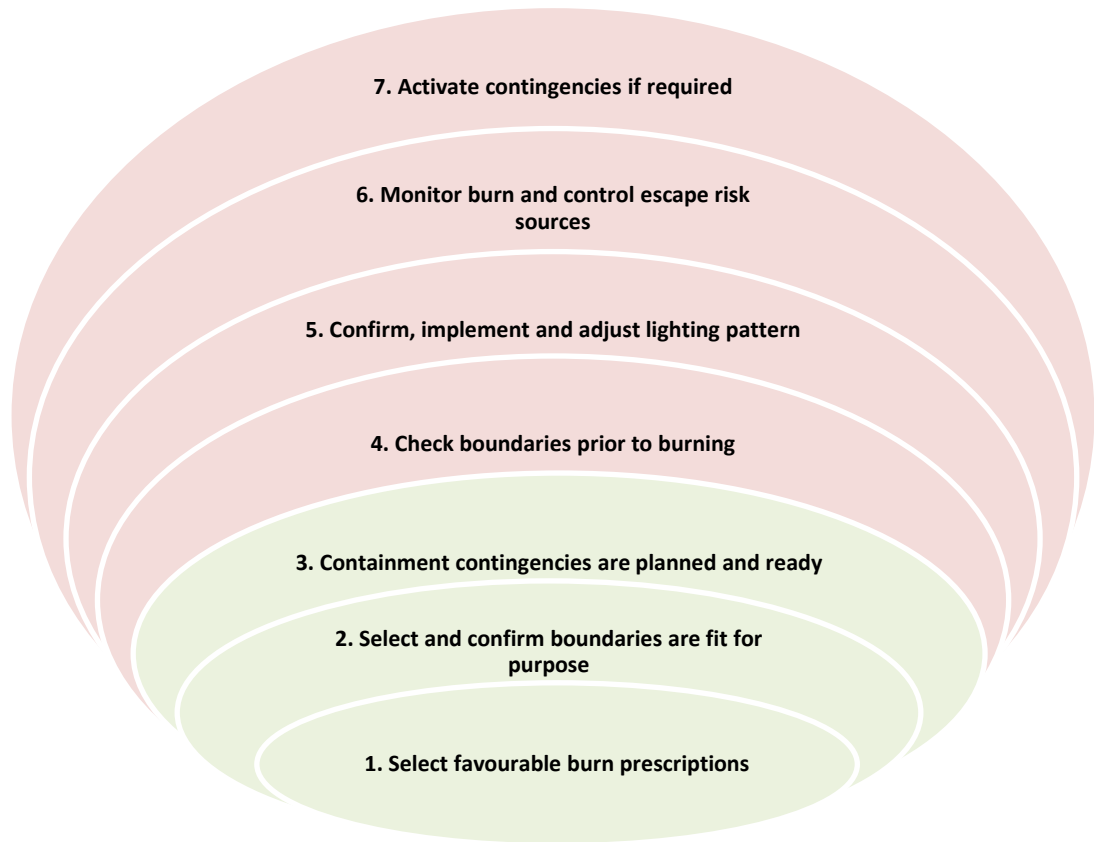 7. Activate contingencies if required
6. Monitor burn and control escape risk
sources
5. Confirm, implement and adjust lighting pattern
4. Check boundaries prior to burning
3. Containment contingencies are planned and ready
2. Select and confirm boundaries are fit for
purpose
1. Select favourable burn prescriptions